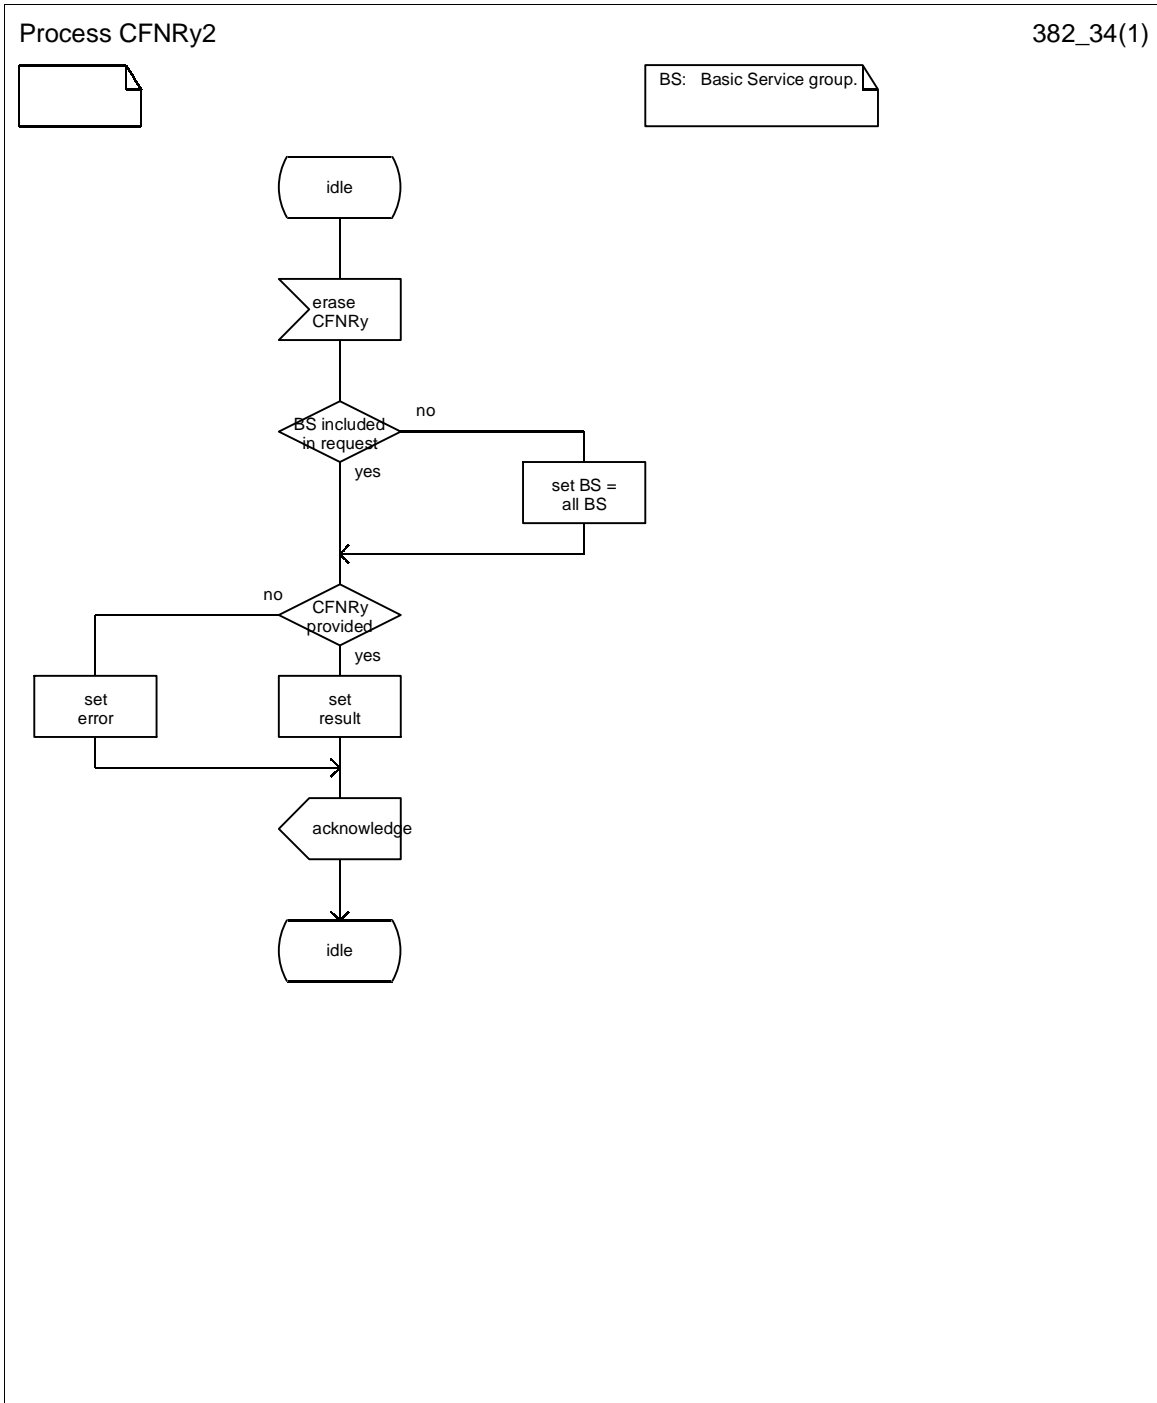 Process CFNRy2
382_34(1)
BS: Basic Service group.
idle
erase
CFNRy
BS included
in request
no
yes
set BS =
all BS
no
CFNRy
provided
yes
set
error
set
result
acknowledge
idle